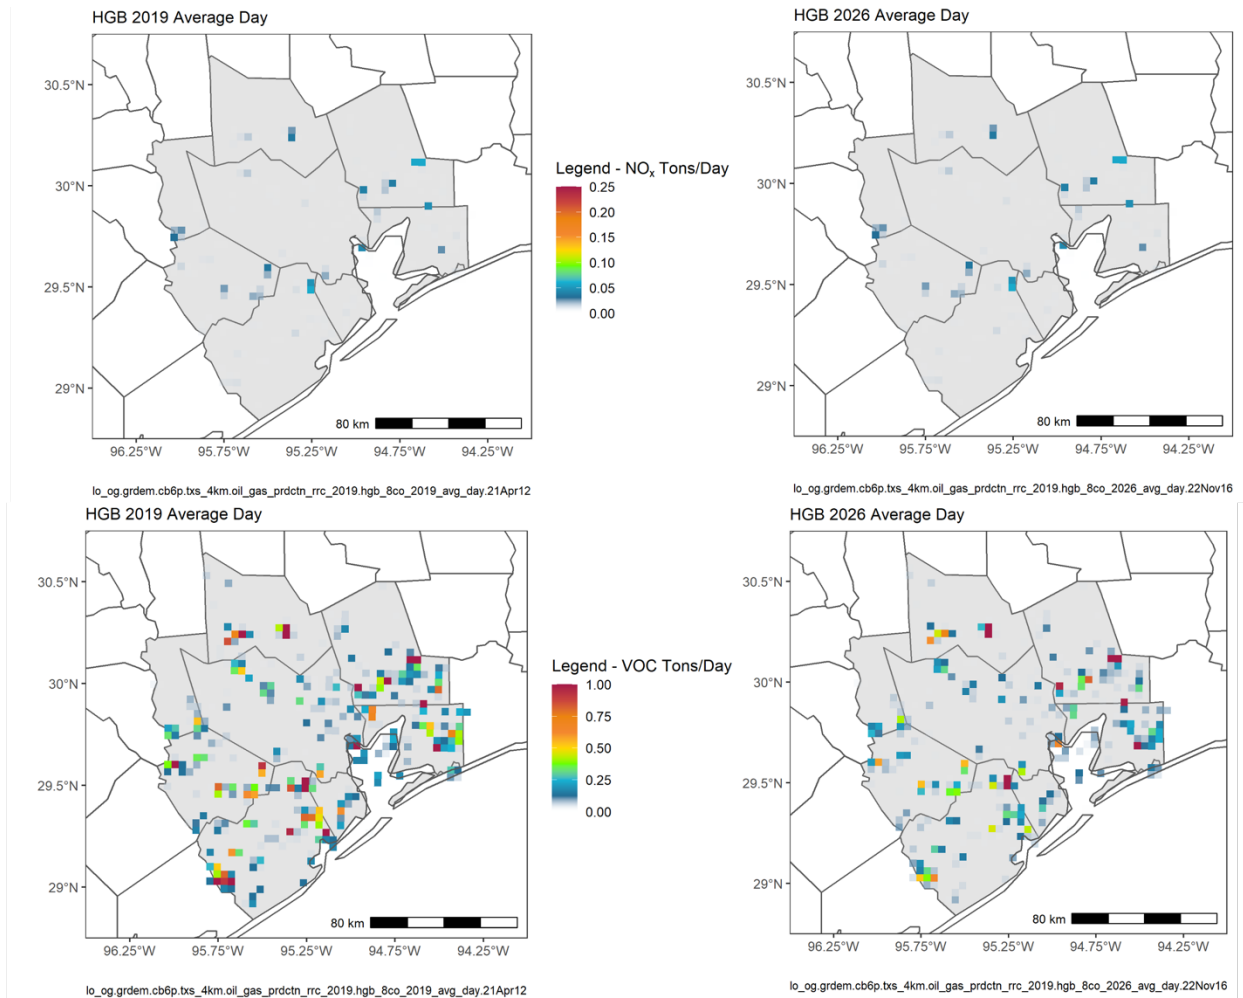 HGB 2019 Average Day
30.5°N
30°N
29.5°N
29°N
80 km
96.25°W 95.75°W 95.25°W 94.75°W 94.25°W
lo_og.grdem.cb6p.txs_4km.oil_gas_prdctn_rrc_2019.hgb_8co_2019_avg_day.21Apr12
Legend - NOₓ Tons/Day
0.25
0.20
0.15
0.10
0.05
0.00
HGB 2026 Average Day
30.5°N
30°N
29.5°N
29°N
80 km
96.25°W 95.75°W 95.25°W 94.75°W 94.25°W
lo_og.grdem.cb6p.txs_4km.oil_gas_prdctn_rrc_2019.hgb_8co_2026_avg_day.22Nov16
HGB 2019 Average Day
30.5°N
30°N
29.5°N
29°N
80 km
96.25°W 95.75°W 95.25°W 94.75°W 94.25°W
lo_og.grdem.cb6p.txs_4km.oil_gas_prdctn_rrc_2019.hgb_8co_2019_avg_day.21Apr12
Legend - VOC Tons/Day
1.00
0.75
0.50
0.25
0.00
HGB 2026 Average Day
30.5°N
30°N
29.5°N
29°N
80 km
96.25°W 95.75°W 95.25°W 94.75°W 94.25°W
lo_og.grdem.cb6p.txs_4km.oil_gas_prdctn_rrc_2019.hgb_8co_2026_avg_day.22Nov16